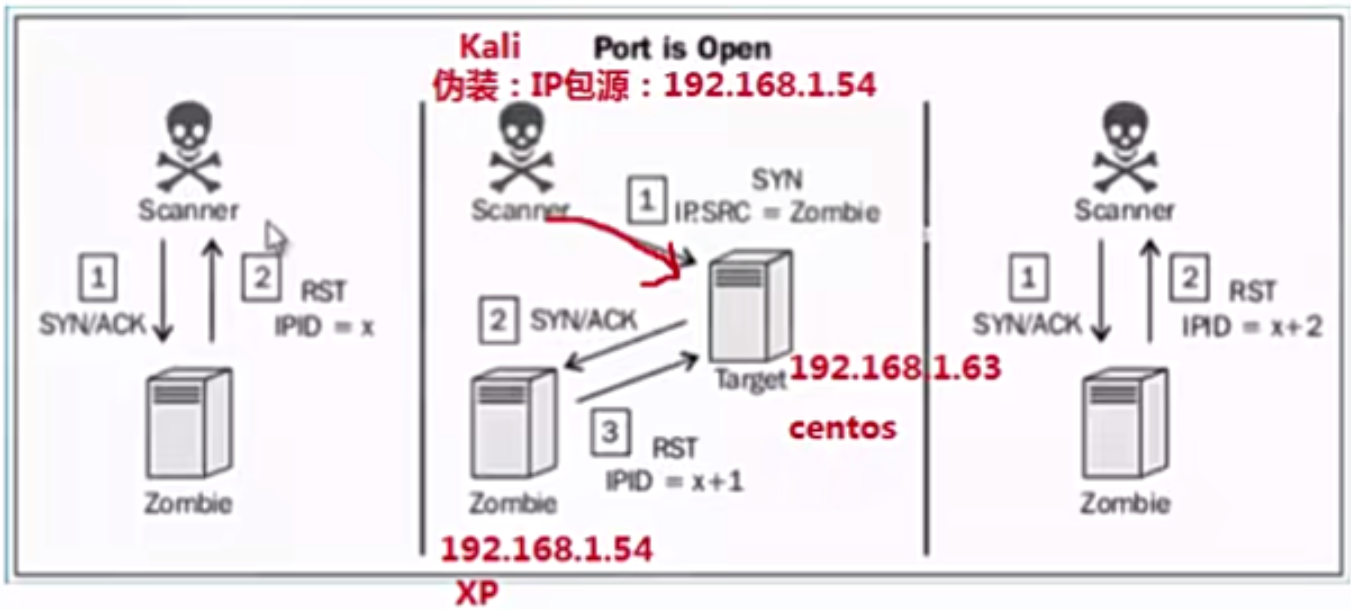 Kali Port is Open
伪装：IP包源：192.168.1.54
Scanner
1
SYN/ACK
2
RST
IPID = x
Zombie
Scanner
1
SYN
IP.SRC = Zombie
2
SYN/ACK
Target
192.168.1.63
centos
3
RST
IPID = x+1
Zombie
192.168.1.54
XP
Scanner
1
SYN/ACK
2
RST
IPID = x+2
Zombie